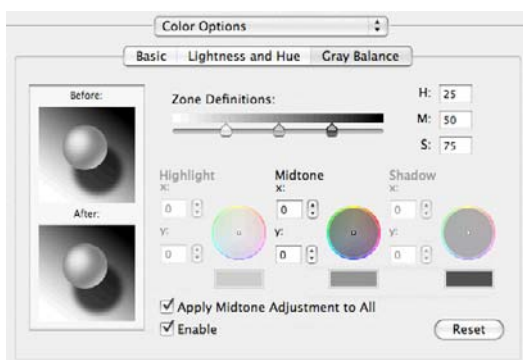 Color Options
Basic Lightness and Hue Gray Balance
Before:
After:
Zone Definitions:
H: 25
M: 50
S: 75
Highlight Midtone Shadow
x: x: x:
0 0 0
y: y: y:
0 0 0
Apply Midtone Adjustment to All
Enable
Reset